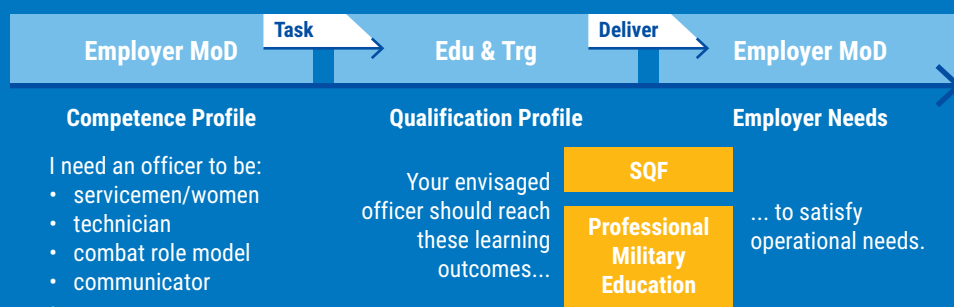 Task
Deliver
Employer MoD
Edu & Trg
Employer MoD
Competence Profile
Qualification Profile
Employer Needs
I need an officer to be:
• servicemen/women
• technician
• combat role model
• communicator
Your envisaged
officer should reach
these learning
outcomes...
SQF
Professional
Military
Education
... to satisfy
operational needs.